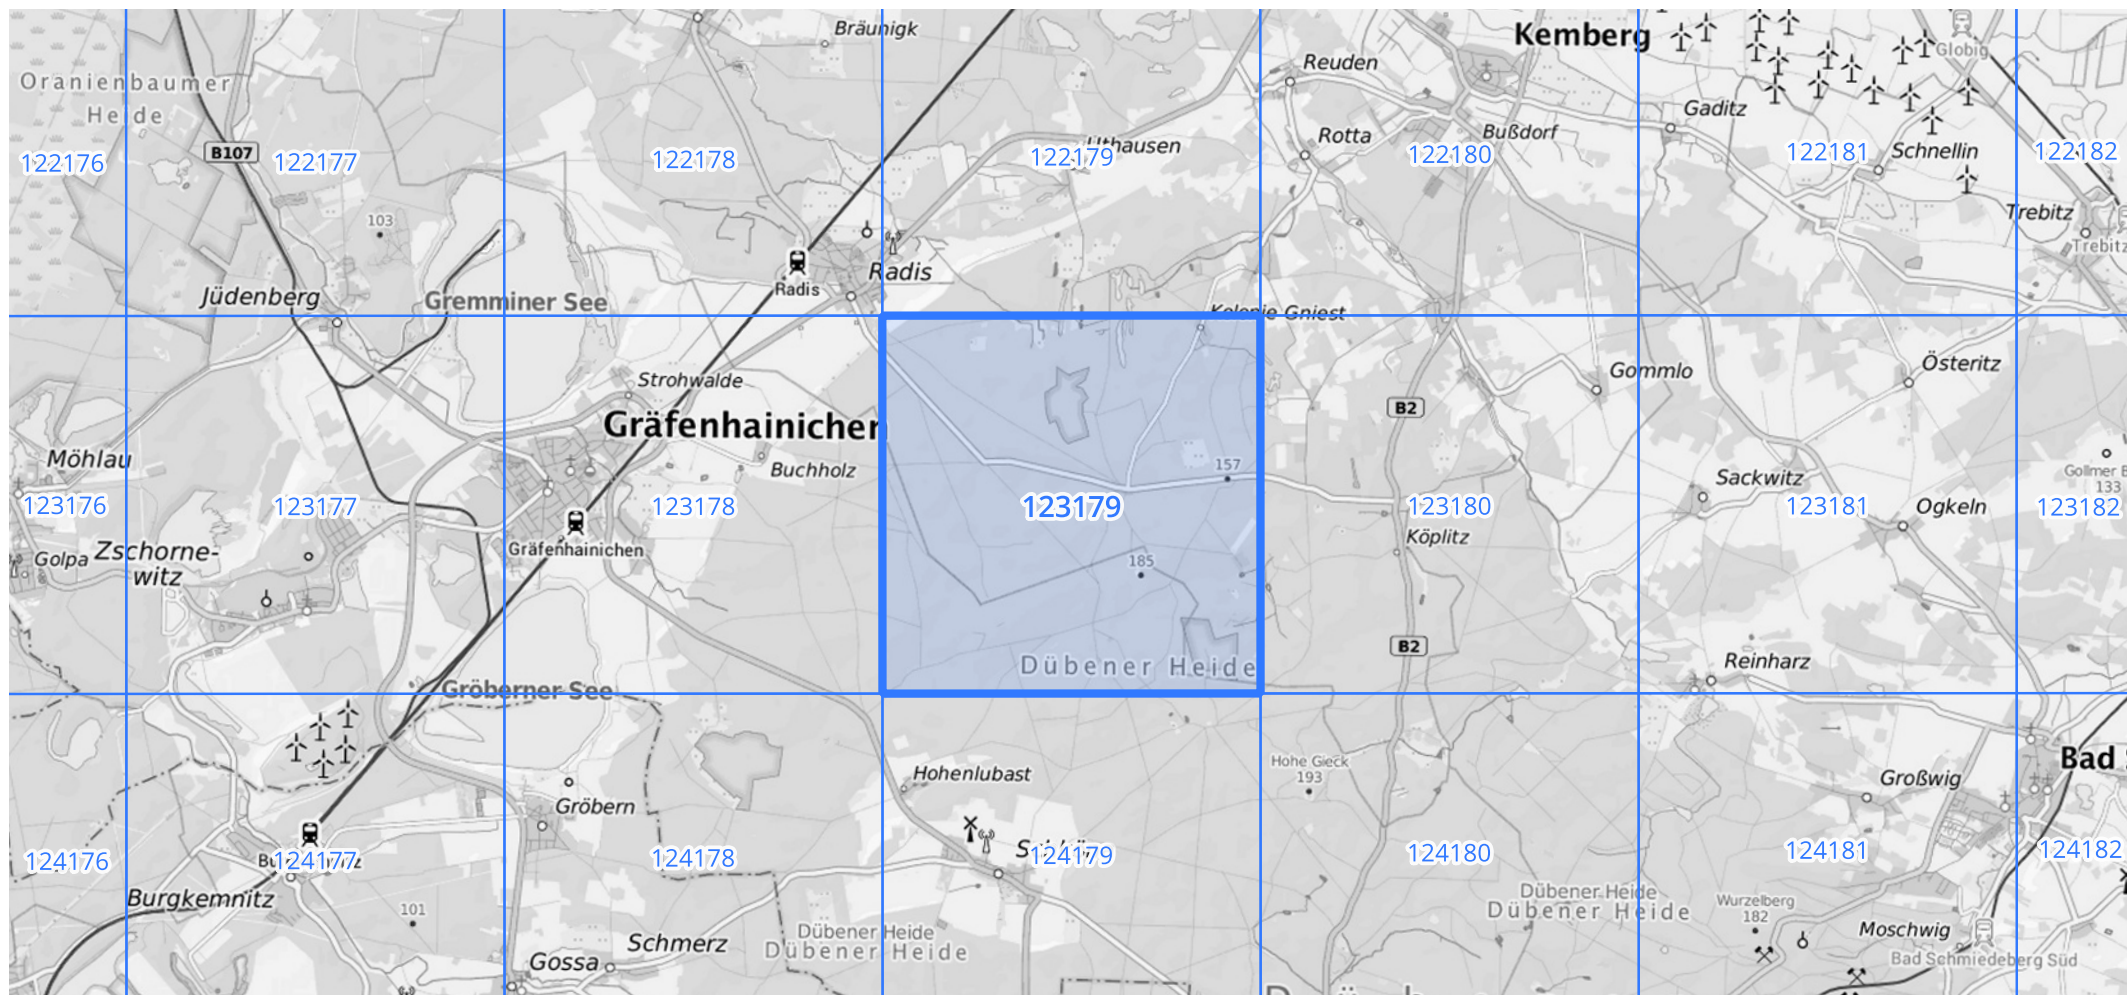 Bräunigk
Kemberg
Globig
Reuden
Oranienbaumer
Heide
Gaditz
B107
Rotta
Bußdorf
Uthausen
Schnellin
122176
122177
122178
122179
122180
122181
122182
103
Trebitz
Trebitz
Radis
Radis
Jüdenberg
Gremminer See
Kolonie Gniest
Strohwalde
Gommlo
Österitz
B2
Gräfenhainichen
Möhlau
Buchholz
157
Sackwitz
Gollmer B
133
123176
123177
123178
123179
123180
123181
123182
Ogkeln
Gräfenhainichen
Köplitz
Golpa
Zschorne-
witz
185
B2
Dübener Heide
Reinharz
Gröberner See
Hohe Gieck
193
Hohenlubast
Großwig
Bad
Gröbern
124176
124177
124178
124179
124180
124181
124182
Burgkemnitz
101
Dübener Heide
Dübener Heide
Wurzelberg
182
Dübener Heide
Dübener Heide
Schmerz
Moschwig
Gossa
Bad Schmiedeberg Süd